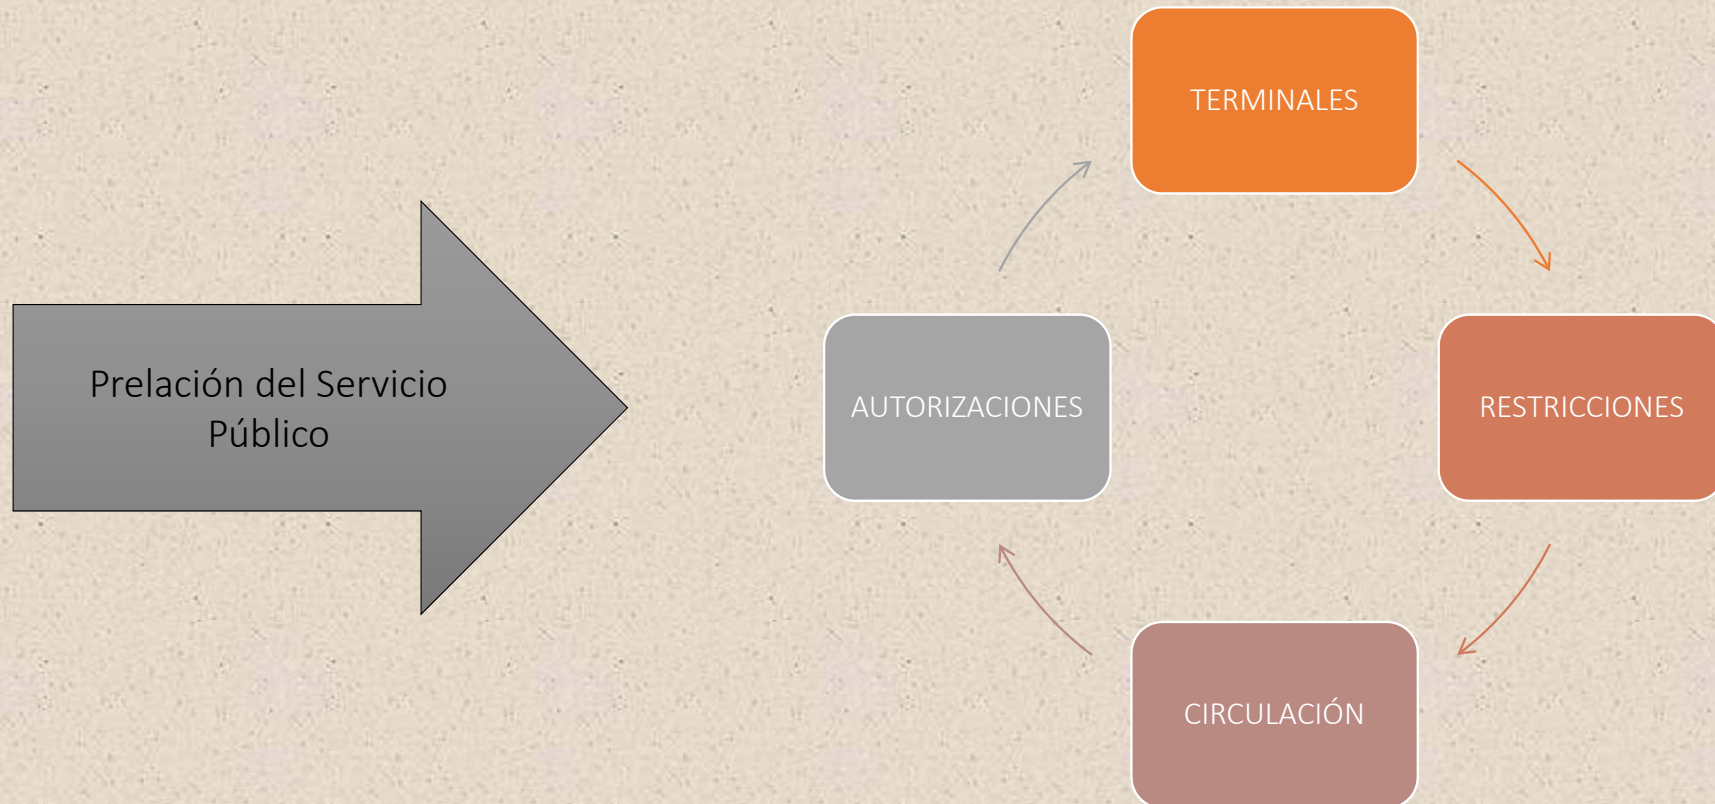 Prelación del Servicio
Público
TERMINALES
RESTRICCIONES
CIRCULACIÓN
AUTORIZACIONES